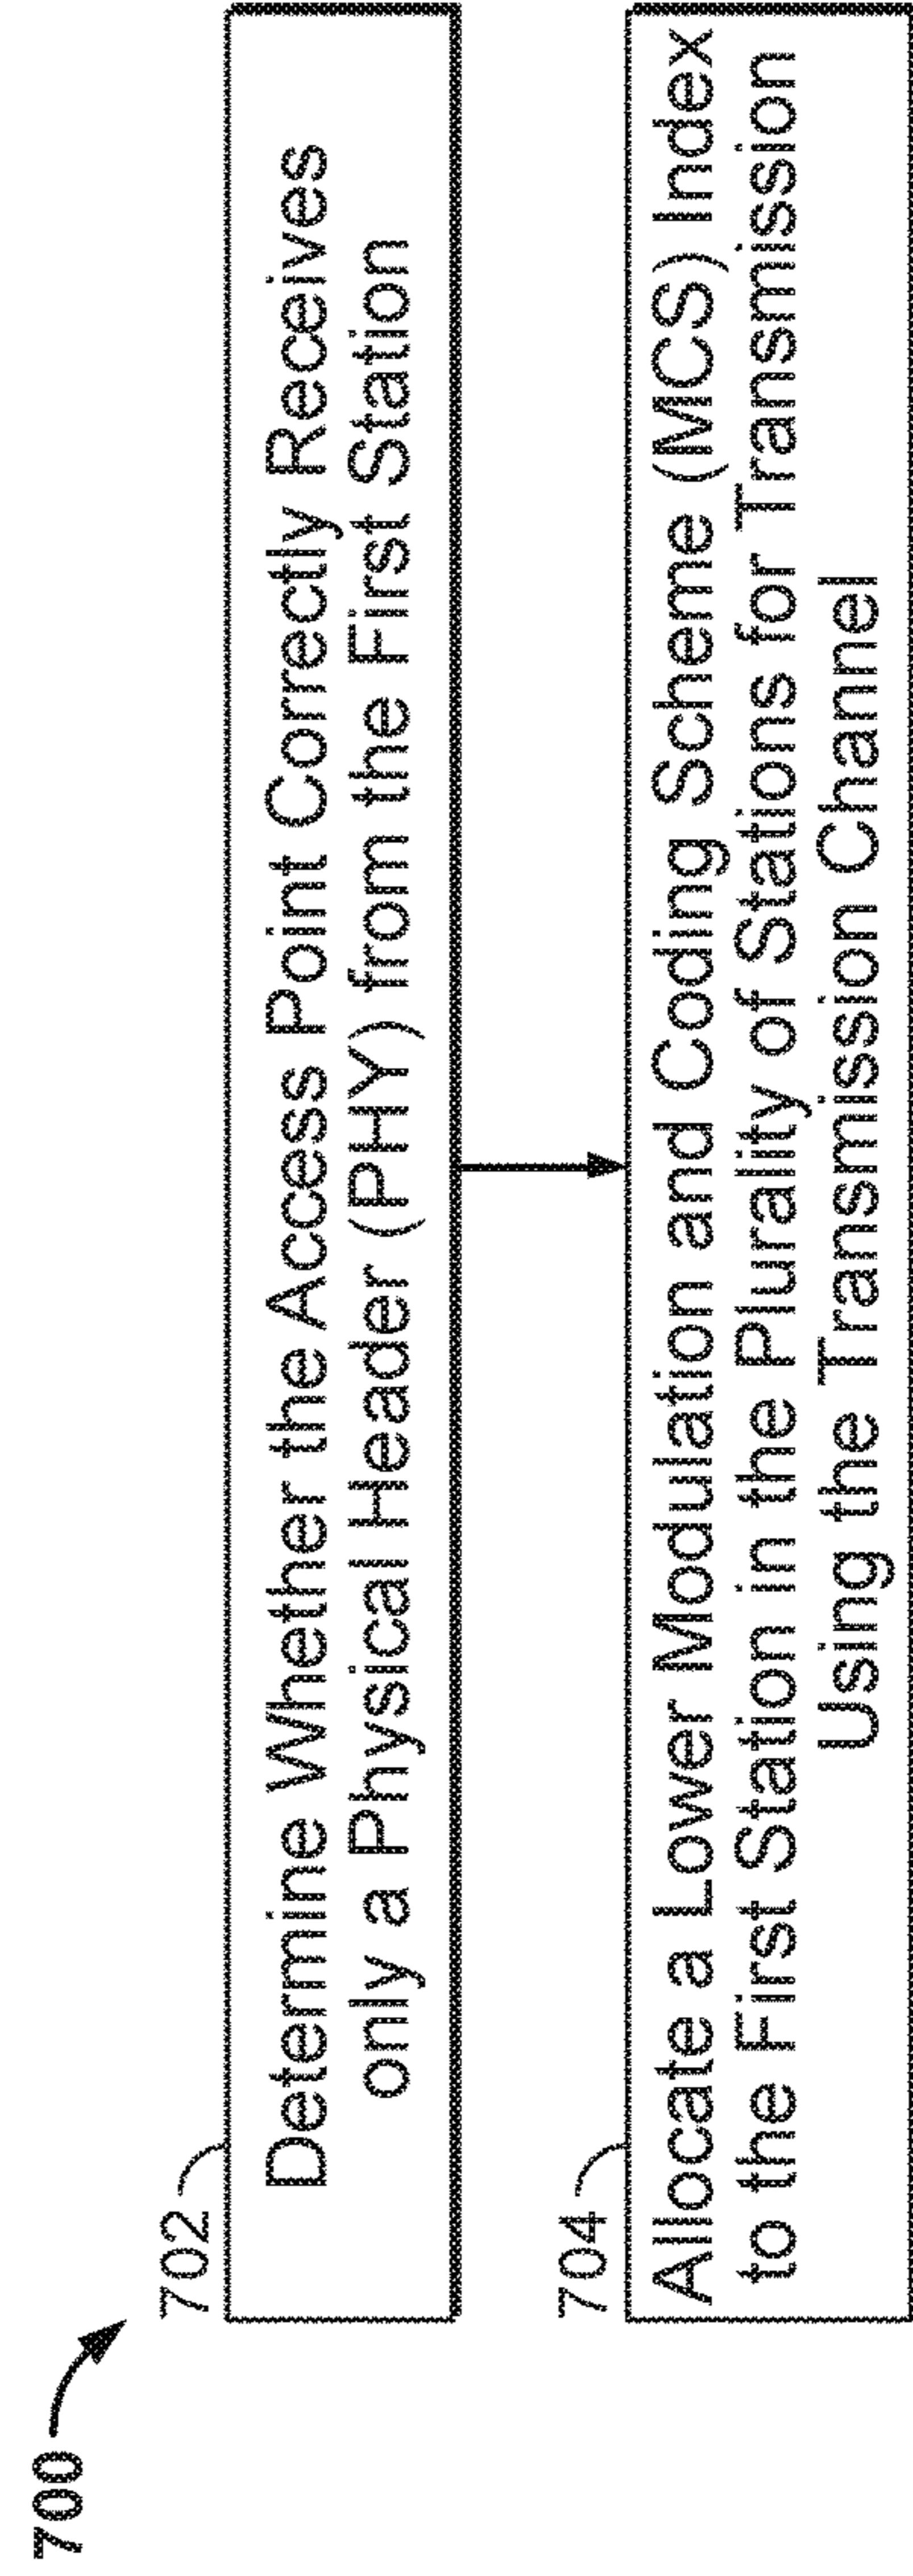 700
702
Determine Whether the Access Point Correctly Receives
only a Physical Header (PHY) from the First Station
704
Allocate a Lower Modulation and Coding Scheme (MCS) Index
to the First Station in the Plurality of Stations for Transmission
Using the Transmission Channel